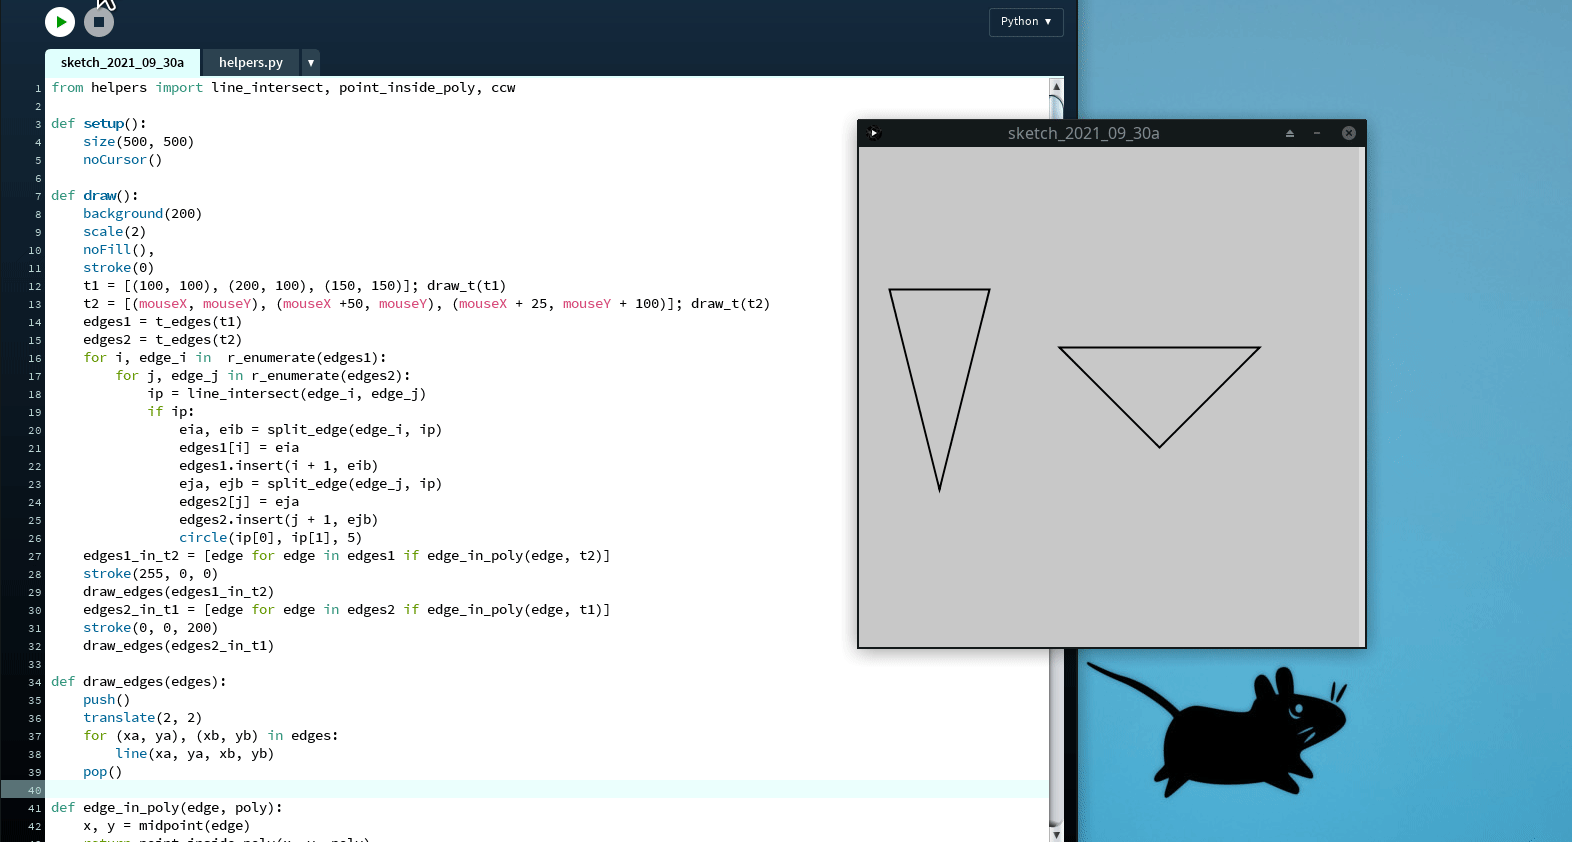 Python ▼
sketch_2021_09_30a helpers.py ▼
1 from helpers import line_intersect, point_inside_poly, ccw
2
3 def setup():
4     size(500, 500)
5     noCursor()
6
7 def draw():
8     background(200)
9     scale(2)
10     noFill(),
11     stroke(0)
12     t1 = [(100, 100), (200, 100), (150, 150)]; draw_t(t1)
13     t2 = [(mouseX, mouseY), (mouseX +50, mouseY), (mouseX + 25, mouseY + 100)]; draw_t(t2)
14     edges1 = t_edges(t1)
15     edges2 = t_edges(t2)
16     for i, edge_i in  r_enumerate(edges1):
17         for j, edge_j in r_enumerate(edges2):
18             ip = line_intersect(edge_i, edge_j)
19             if ip:
20                 eia, eib = split_edge(edge_i, ip)
21                 edges1[i] = eia
22                 edges1.insert(i + 1, eib)
23                 eja, ejb = split_edge(edge_j, ip)
24                 edges2[j] = eja
25                 edges2.insert(j + 1, ejb)
26                 circle(ip[0], ip[1], 5)
27     edges1_in_t2 = [edge for edge in edges1 if edge_in_poly(edge, t2)]
28     stroke(255, 0, 0)
29     draw_edges(edges1_in_t2)
30     edges2_in_t1 = [edge for edge in edges2 if edge_in_poly(edge, t1)]
31     stroke(0, 0, 200)
32     draw_edges(edges2_in_t1)
33
34 def draw_edges(edges):
35     push()
36     translate(2, 2)
37     for (xa, ya), (xb, yb) in edges:
38         line(xa, ya, xb, yb)
39     pop()
40
41 def edge_in_poly(edge, poly):
42     x, y = midpoint(edge)
sketch_2021_09_30a